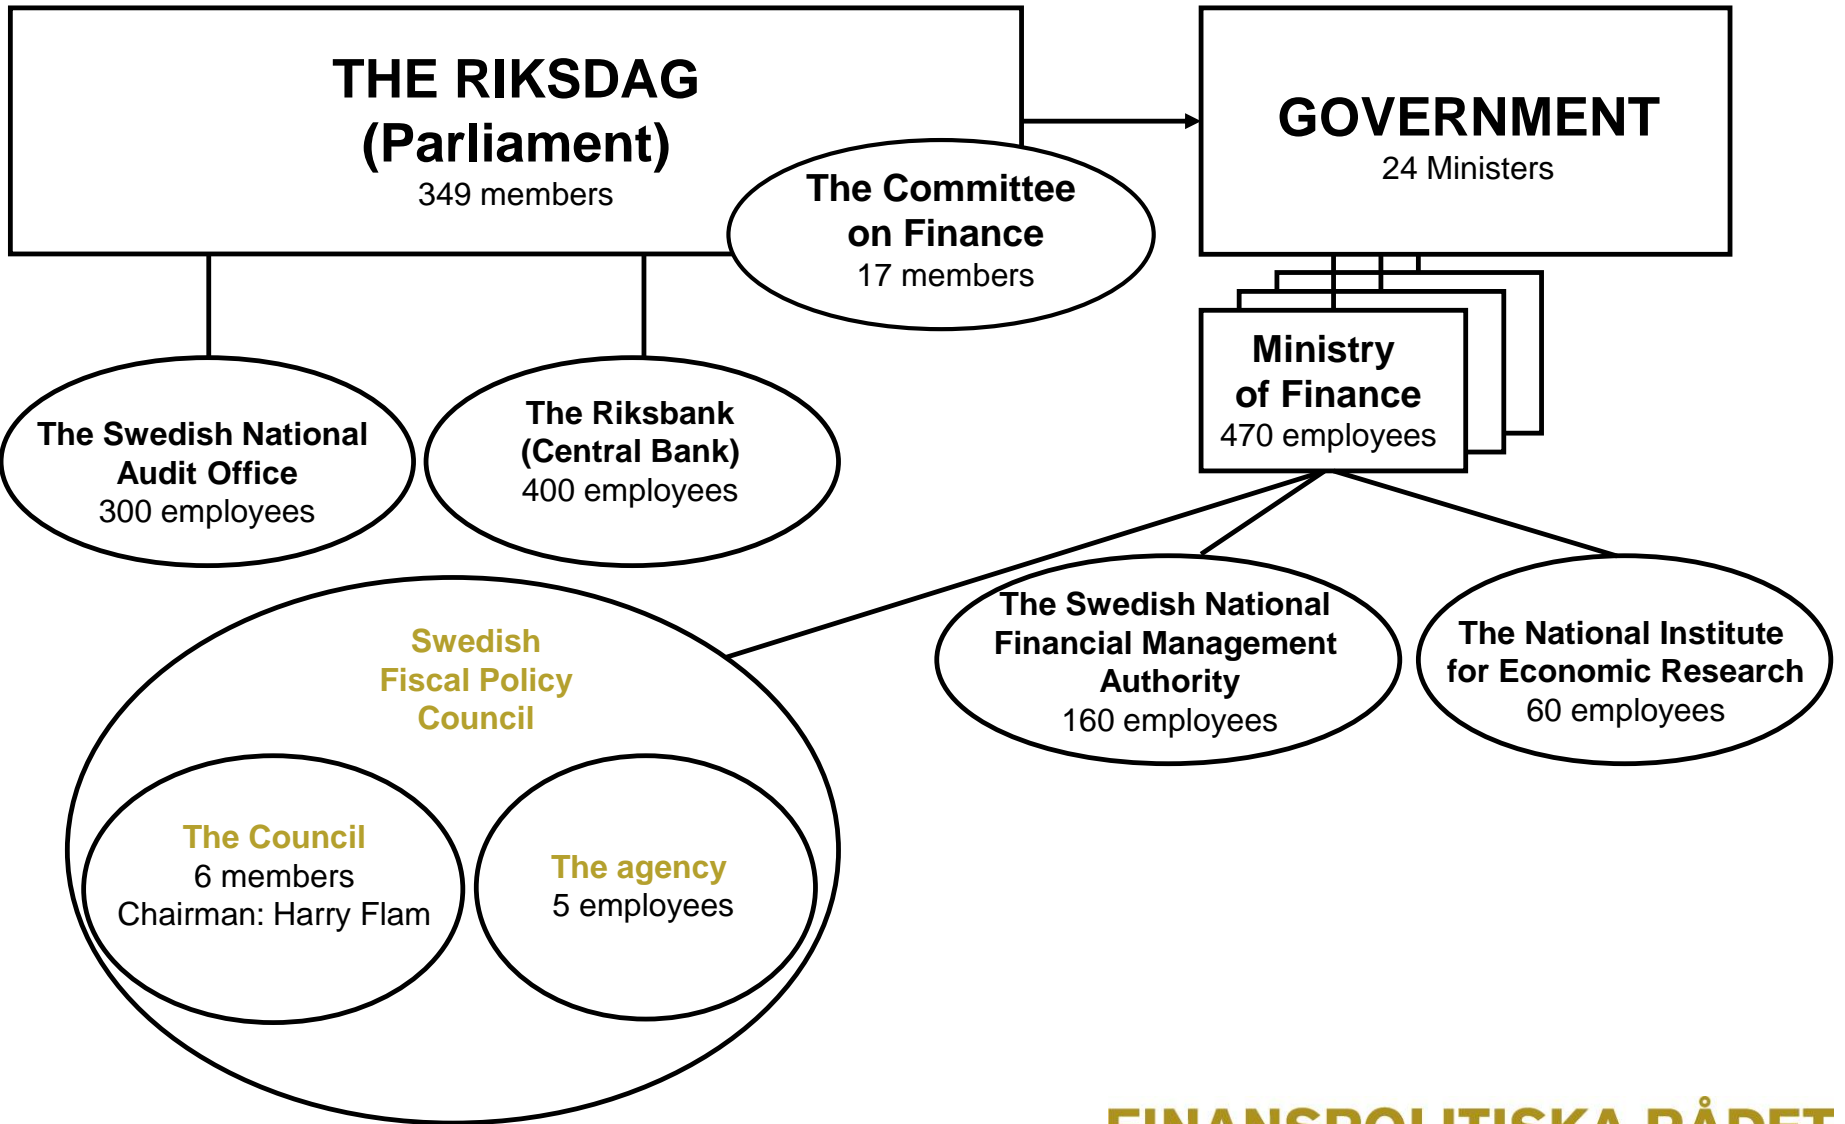 THE RIKSDAG
(Parliament)
349 members
GOVERNMENT
24 Ministers
The Committee
on Finance
17 members
Ministry
of Finance
470 employees
The Swedish National
Audit Office
300 employees
The Riksbank
(Central Bank)
400 employees
Swedish
Fiscal Policy
Council
The Swedish National
Financial Management
Authority
160 employees
The National Institute
for Economic Research
60 employees
The Council
6 members
Chairman: Harry Flam
The agency
5 employees
FINANSPOLITISKA RÅDET